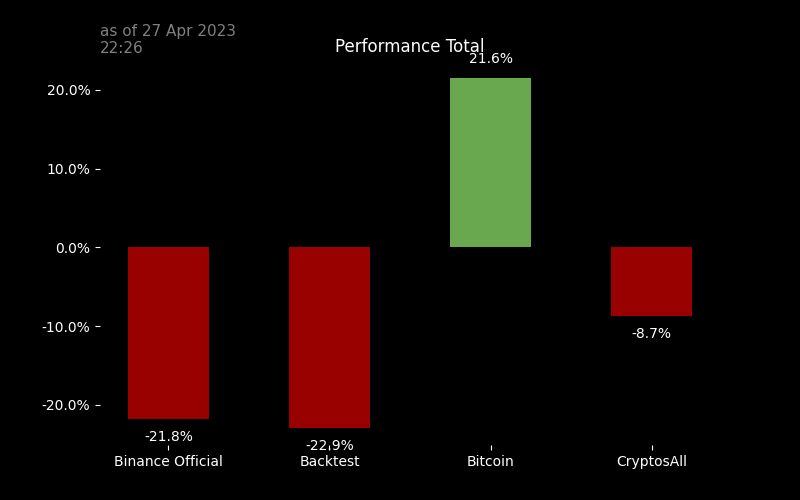 as of 27 Apr 2023
22:26
Performance Total
21.6%
20.0%
10.0%
0.0%
-10.0%
-8.7%
-20.0%
-21.8%
-22.9%
Binance Official
Backtest
Bitcoin
CryptosAll